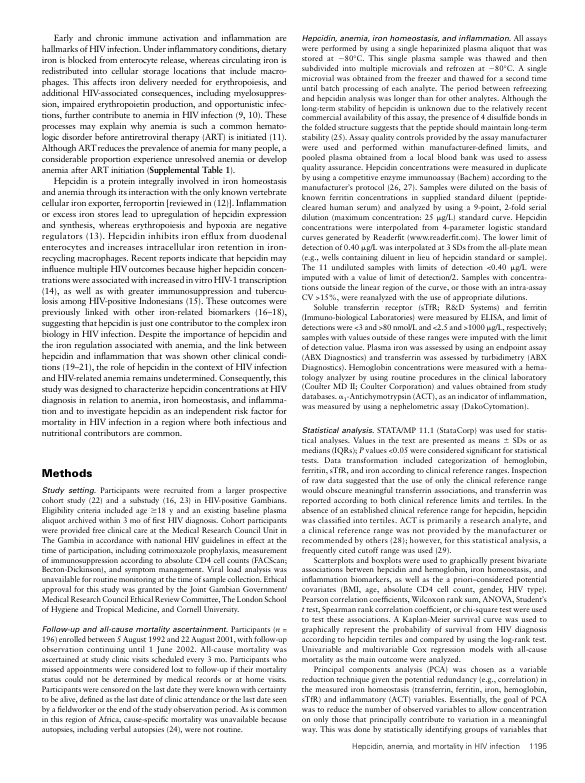 Early and chronic immune activation and inflammation are
hallmarks of HIV infection. Under inflammatory conditions, dietary
iron is blocked from enterocyte release, whereas circulating iron is
redistributed into cellular storage locations that include macro-
phages. This affects iron delivery needed for erythropoiesis, and
additional HIV-associated consequences, including myelosuppres-
sion, impaired erythropoietin production, and opportunistic infec-
tions, further contribute to anemia in HIV infection (9, 10). These
processes may explain why anemia is such a common hemato-
logic disorder before antiretroviral therapy (ART) is initiated (11).
Although ART reduces the prevalence of anemia for many people, a
considerable proportion experience unresolved anemia or develop
anemia after ART initiation (Supplemental Table 1).
Hepcidin is a protein integrally involved in iron homeostasis
and anemia through its interaction with the only known vertebrate
cellular iron exporter, ferroportin [reviewed in (12)]. Inflammation
or excess iron stores lead to upregulation of hepcidin expression
and synthesis, whereas erythropoiesis and hypoxia are negative
regulators (13). Hepcidin inhibits iron efflux from duodenal
enterocytes and increases intracellular iron retention in iron-
recycling macrophages. Recent reports indicate that hepcidin may
influence multiple HIV outcomes because higher hepcidin concen-
trations were associated with increased in vitro HIV-1 transcription
(14), as well as with greater immunosuppression and tubercu-
losis among HIV-positive Indonesians (15). These outcomes were
previously linked with other iron-related biomarkers (16–18),
suggesting that hepcidin is just one contributor to the complex iron
biology in HIV infection. Despite the importance of hepcidin and
the iron regulation associated with anemia, and the link between
hepcidin and inflammation that was shown other clinical condi-
tions (19–21), the role of hepcidin in the context of HIV infection
and HIV-related anemia remains undetermined. Consequently, this
study was designed to characterize hepcidin concentrations at HIV
diagnosis in relation to anemia, iron homeostasis, and inflamma-
tion and to investigate hepcidin as an independent risk factor for
mortality in HIV infection in a region where both infectious and
nutritional contributors are common.
Methods
Study setting. Participants were recruited from a larger prospective
cohort study (22) and a substudy (16, 23) in HIV-positive Gambians.
Eligibility criteria included age ≥18 y and an existing baseline plasma
aliquot archived within 3 mo of first HIV diagnosis. Cohort participants
were provided free clinical care at the Medical Research Council Unit in
The Gambia in accordance with national HIV guidelines in effect at the
time of participation, including cotrimoxazole prophylaxis, measurement
of immunosuppression according to absolute CD4 cell counts (FACScan;
Becton-Dickinson), and symptom management. Viral load analysis was
unavailable for routine monitoring at the time of sample collection. Ethical
approval for this study was granted by the Joint Gambian Government/
Medical Research Council Ethical Review Committee, The London School
of Hygiene and Tropical Medicine, and Cornell University.
Follow-up and all-cause mortality ascertainment. Participants (n =
196) enrolled between 5 August 1992 and 22 August 2001, with follow-up
observation continuing until 1 June 2002. All-cause mortality was
ascertained at study clinic visits scheduled every 3 mo. Participants who
missed appointments were considered lost to follow-up if their mortality
status could not be determined by medical records or at home visits.
Participants were censored on the last date they were known with certainty
to be alive, defined as the last date of clinic attendance or the last date seen
by a fieldworker or the end of the study observation period. As is common
in this region of Africa, cause-specific mortality was unavailable because
autopsies, including verbal autopsies (24), were not routine.
Hepcidin, anemia, iron homeostasis, and inflammation. All assays
were performed by using a single heparinized plasma aliquot that was
stored at −80°C. This single plasma sample was thawed and then
subdivided into multiple microvials and refrozen at −80°C. A single
microvial was obtained from the freezer and thawed for a second time
until batch processing of each analyte. The period between refreezing
and hepcidin analysis was longer than for other analytes. Although the
long-term stability of hepcidin is unknown due to the relatively recent
commercial availability of this assay, the presence of 4 disulfide bonds in
the folded structure suggests that the peptide should maintain long-term
stability (25). Assay quality controls provided by the assay manufacturer
were used and performed within manufacturer-defined limits, and
pooled plasma obtained from a local blood bank was used to assess
quality assurance. Hepcidin concentrations were measured in duplicate
by using a competitive enzyme immunoassay (Bachem) according to the
manufacturer's protocol (26, 27). Samples were diluted on the basis of
known ferritin concentrations in supplied standard diluent (peptide-
cleared human serum) and analyzed by using a 9-point, 2-fold serial
dilution (maximum concentration: 25 μg/L) standard curve. Hepcidin
concentrations were interpolated from 4-parameter logistic standard
curves generated by Readerfit (www.readerfit.com). The lower limit of
detection of 0.40 μg/L was interpolated at 3 SDs from the all-plate mean
(e.g., wells containing diluent in lieu of hepcidin standard or sample).
The 11 undiluted samples with limits of detection <0.40 μg/L were
imputed with a value of limit of detection/2. Samples with concentra-
tions outside the linear region of the curve, or those with an intra-assay
CV >15%, were reanalyzed with the use of appropriate dilutions.
Soluble transferrin receptor (sTfR; R&D Systems) and ferritin
(Immuno-biological Laboratories) were measured by ELISA, and limit of
detections were <3 and >80 nmol/L and <2.5 and >1000 μg/L, respectively;
samples with values outside of these ranges were imputed with the limit
of detection value. Plasma iron was assessed by using an endpoint assay
(ABX Diagnostics) and transferrin was assessed by turbidimetry (ABX
Diagnostics). Hemoglobin concentrations were measured with a hema-
tology analyzer by using routine procedures in the clinical laboratory
(Coulter MD II; Coulter Corporation) and values obtained from study
databases. α₁-Antichymotrypsin (ACT), as an indicator of inflammation,
was measured by using a nephelometric assay (DakoCytomation).
Statistical analysis. STATA/MP 11.1 (StataCorp) was used for statis-
tical analyses. Values in the text are presented as means ± SDs or as
medians (IQRs); P values <0.05 were considered significant for statistical
tests. Data transformation included categorization of hemoglobin,
ferritin, sTfR, and iron according to clinical reference ranges. Inspection
of raw data suggested that the use of only the clinical reference range
would obscure meaningful transferrin associations, and transferrin was
reported according to both clinical reference limits and tertiles. In the
absence of an established clinical reference range for hepcidin, hepcidin
was classified into tertiles. ACT is primarily a research analyte, and
a clinical reference range was not provided by the manufacturer or
recommended by others (28); however, for this statistical analysis, a
frequently cited cutoff range was used (29).
Scatterplots and boxplots were used to graphically present bivariate
associations between hepcidin and hemoglobin, iron homeostasis, and
inflammation biomarkers, as well as the a priori–considered potential
covariates (BMI, age, absolute CD4 cell count, gender, HIV type).
Pearson correlation coefficients, Wilcoxon rank sum, ANOVA, Student's
t test, Spearman rank correlation coefficient, or chi-square test were used
to test these associations. A Kaplan-Meier survival curve was used to
graphically represent the probability of survival from HIV diagnosis
according to hepcidin tertiles and compared by using the log-rank test.
Univariable and multivariable Cox regression models with all-cause
mortality as the main outcome were analyzed.
Principal components analysis (PCA) was chosen as a variable
reduction technique given the potential redundancy (e.g., correlation) in
the measured iron homeostasis (transferrin, ferritin, iron, hemoglobin,
sTfR) and inflammatory (ACT) variables. Essentially, the goal of PCA
was to reduce the number of observed variables to allow concentration
on only those that principally contribute to variation in a meaningful
way. This was done by statistically identifying groups of variables that
Hepcidin, anemia, and mortality in HIV infection 1195